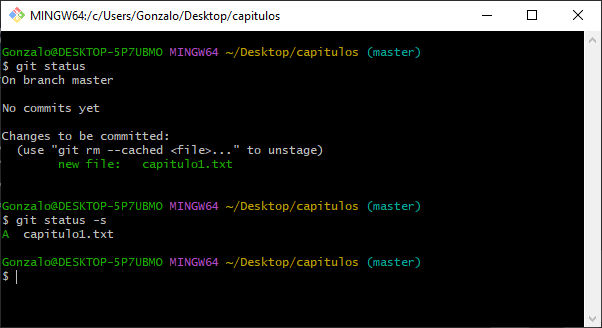 MINGW64:/c/Users/Gonzalo/Desktop/capitulos
Gonzalo@DESKTOP-5P7UBMO MINGW64 ~/Desktop/capitulos (master)
$ git status
On branch master
No commits yet
Changes to be committed:
  (use "git rm --cached <file>..." to unstage)
        new file:   capitulo1.txt
Gonzalo@DESKTOP-5P7UBMO MINGW64 ~/Desktop/capitulos (master)
$ git status -s
A  capitulo1.txt
Gonzalo@DESKTOP-5P7UBMO MINGW64 ~/Desktop/capitulos (master)
$